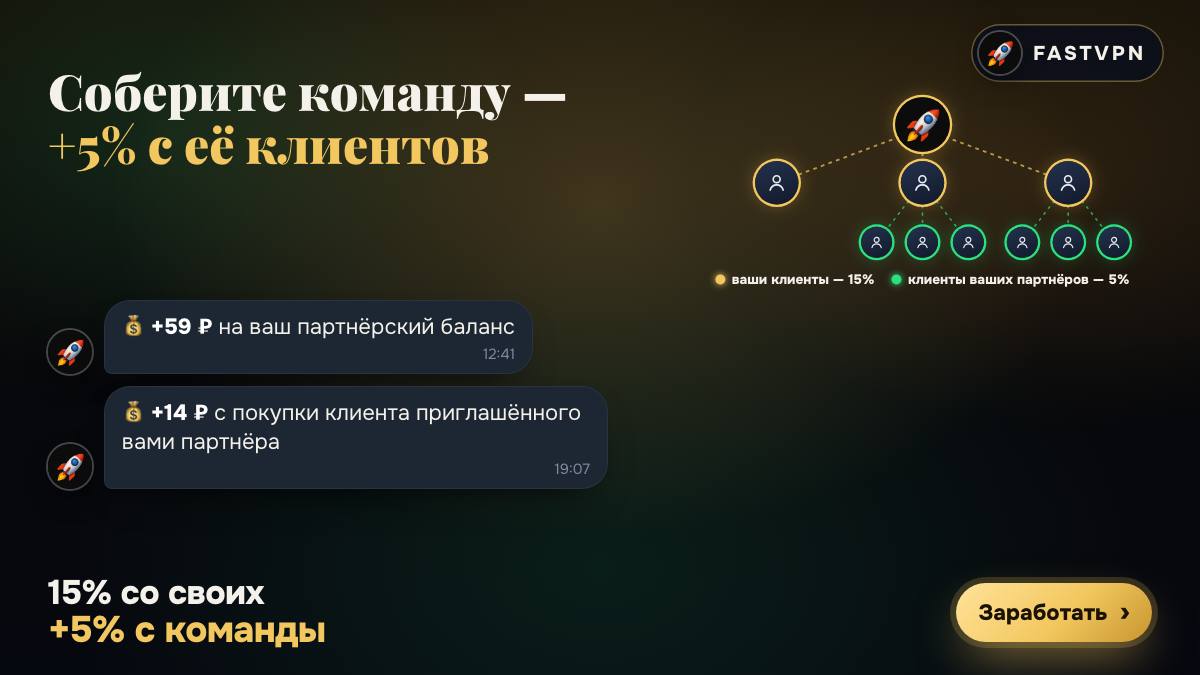 FASTVPN
Соберите команду —
+5% с её клиентов
ваши клиенты — 15%
клиенты ваших партнёров — 5%
+59 ₽ на ваш партнёрский баланс
12:41
+14 ₽ с покупки клиента приглашённого
вами партнёра
19:07
15% со своих
+5% с команды
Заработать ›